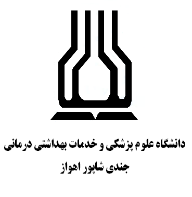 دانشگاه علوم پزشکی و خدمات بهداشتی درمانی
جندی شاپور اهواز